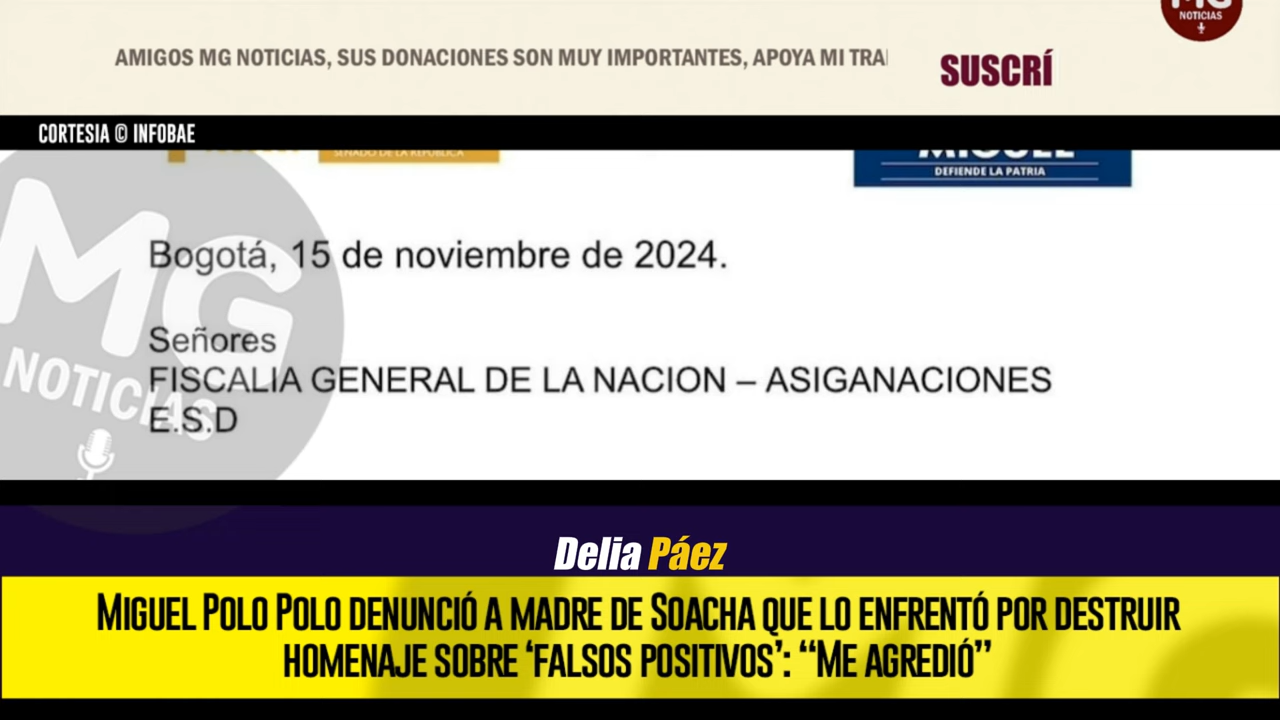 MG
NOTICIAS
AMIGOS MG NOTICIAS, SUS DONACIONES SON MUY IMPORTANTES, APOYA MI TRA
SUSCRÍ
CORTESIA © INFOBAE
SENADO DE LA REPÚBLICA
MIGUEL
DEFIENDE LA PATRIA
MG
NOTICIAS
Bogotá, 15 de noviembre de 2024.
Señores
FISCALIA GENERAL DE LA NACION – ASIGANACIONES
E.S.D
Delia Páez
MIGUEL POLO POLO DENUNCIÓ A MADRE DE SOACHA QUE LO ENFRENTÓ POR DESTRUIR
HOMENAJE SOBRE ‘FALSOS POSITIVOS’: “ME AGREDIÓ”